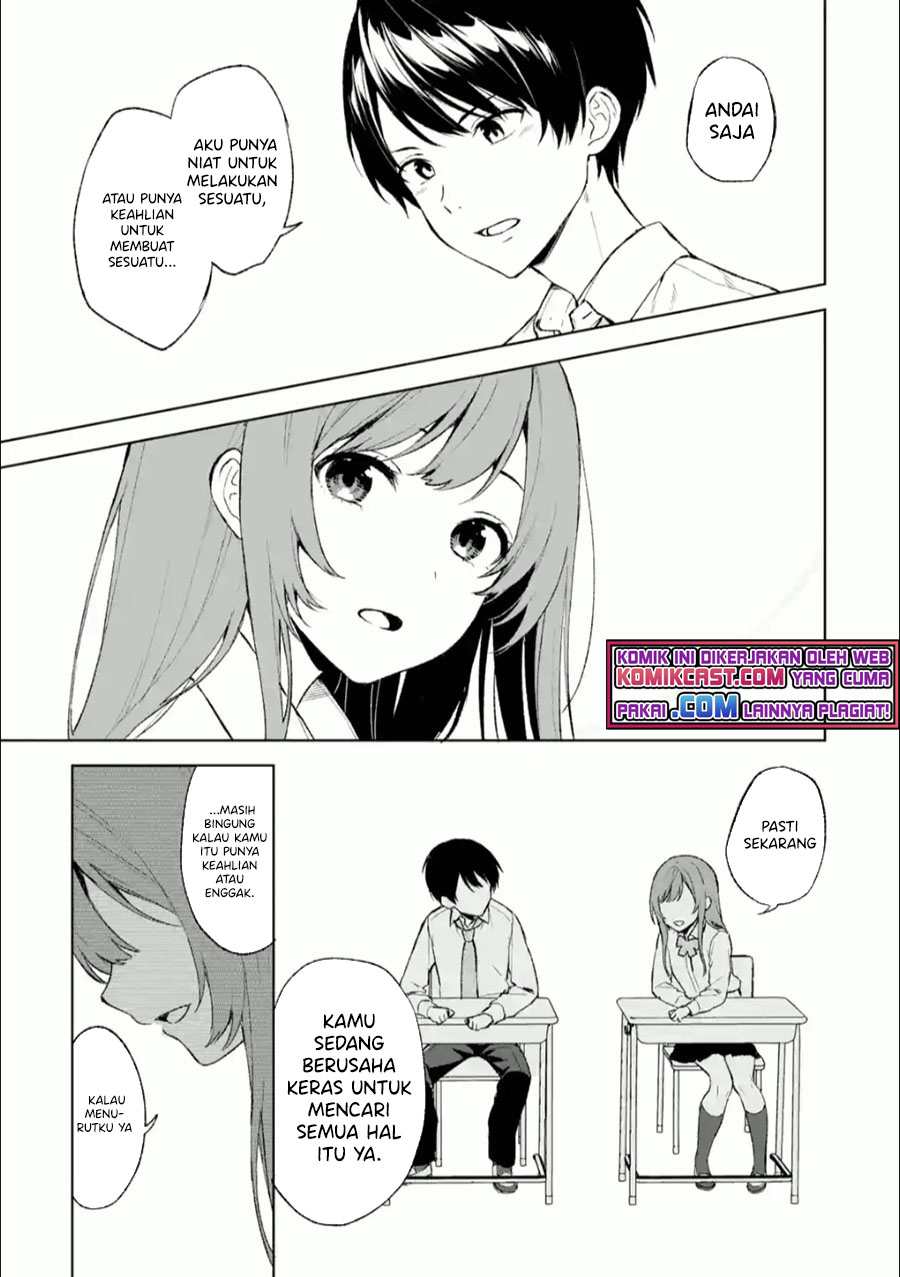 ANDAI
SAJA
AKU PUNYA
NIAT UNTUK
MELAKUKAN
SESUATU,
ATAU PUNYA
KEAHLIAN
UNTUK
MEMBUAT
SESUATU...
KOMIK INI DIKERJAKAN OLEH WEB
KOMIKCAST.COM YANG CUMA
PAKAI .COM LAINNYA PLAGIAT!
PASTI
SEKARANG
KAMU
SEDANG
BERUSAHA
KERAS UNTUK
MENCARI
SEMUA HAL
ITU YA.
...MASIH
BINGUNG
KALAU KAMU
ITU PUNYA
KEAHLIAN
ATAU
ENGGAK.
KALAU
MENU-
RUTKU YA